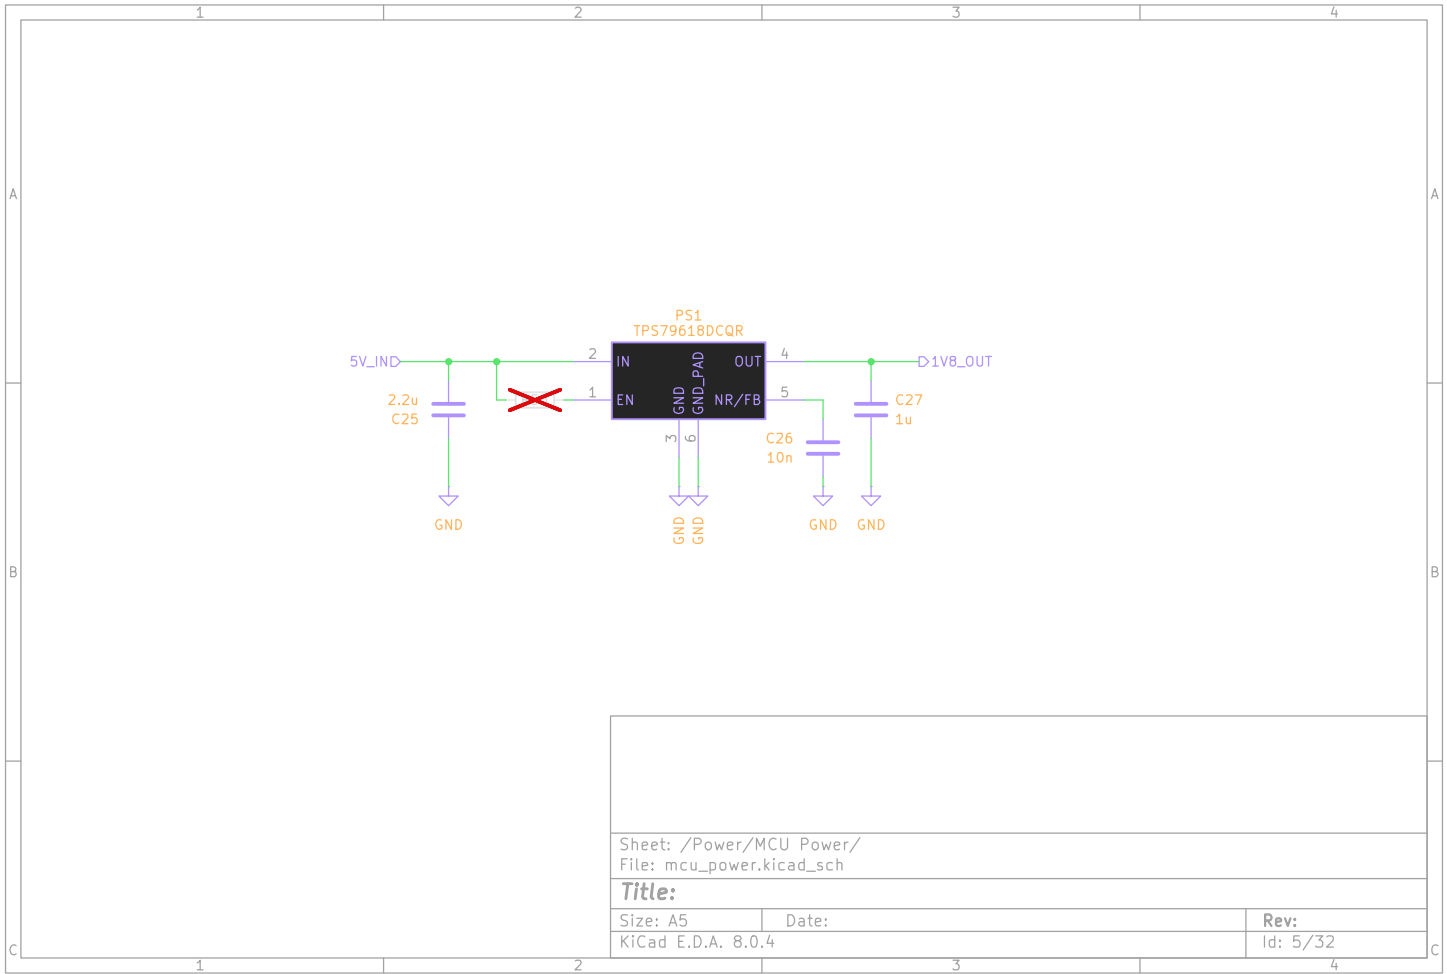 1 2 3 4
A A
PS1
TPS79618DCQR
5V_IN 2 IN OUT 4 1V8_OUT
GND_PAD
2.2u 1 EN GND NR/FB 5 C27
C25 1u
3 6 C26
10n
GND GND GND GND GND
B B
Sheet: /Power/MCU Power/
File: mcu_power.kicad_sch
Title:
Size: A5 Date: Rev:
KiCad E.D.A. 8.0.4 Id: 5/32
C C
1 2 3 4